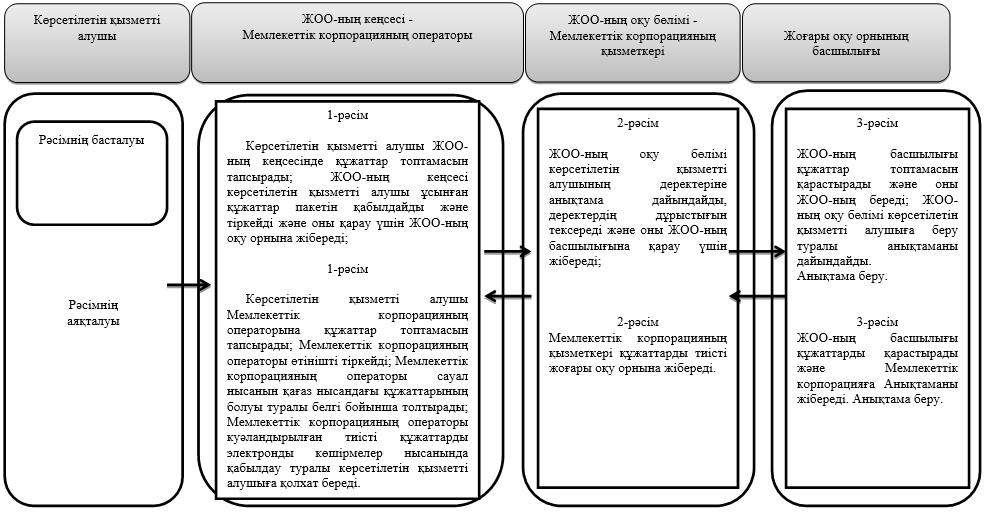 Көрсетілетін қызметті
алушы
ЖОО-ның кеңсесі -
Мемлекеттік корпорацияның операторы
ЖОО-ның оқу бөлімі -
Мемлекеттік корпорацияның
қызметкері
Жоғары оқу орнының
басшылығы
Рәсімнің басталуы
Рәсімнің
аяқталуы
1-рәсім
Көрсетілетін қызметті алушы ЖОО-
ның кеңсесінде құжаттар топтамасын
тапсырады; ЖОО-ның кеңсесі
көрсетілетін қызметті алушы ұсынған
құжаттар пакетін қабылдайды және
тіркейді және оны қарау үшін ЖОО-ның
оқу орнына жібереді;
1-рәсім
Көрсетілетін қызметті алушы
Мемлекеттік корпорацияның
операторына құжаттар топтамасын
тапсырады; Мемлекеттік корпорацияның
операторы өтінішті тіркейді; Мемлекеттік
корпорацияның операторы сауал
нысанын қағаз нысандағы құжаттарының
болуы туралы белгі бойынша толтырады;
Мемлекеттік корпорацияның операторы
куәландырылған тиісті құжаттарды
электронды көшірмелер нысанында
қабылдау туралы көрсетілетін қызметті
алушыға қолхат береді.
2-рәсім
ЖОО-ның оқу бөлімі
көрсетілетін қызметті
алушының деректеріне
анықтама дайындайды,
деректердің дұрыстығын
тексереді және оны ЖОО-ның
басшылығына қарау үшін
жібереді;
2-рәсім
Мемлекеттік корпорацияның
қызметкері құжаттарды тиісті
жоғары оқу орнына жібереді.
3-рәсім
ЖОО-ның басшылығы
құжаттар топтамасын
қарастырады және оны
ЖОО-ның береді; ЖОО-
ның оқу бөлімі көрсетілетін
қызметті алушыға беру
туралы анықтаманы
дайындайды.
Анықтама беру.
3-рәсім
ЖОО-ның басшылығы
құжаттарды қарастырады
және Мемлекеттік
корпорацияға Анықтаманы
жібереді. Анықтама беру.